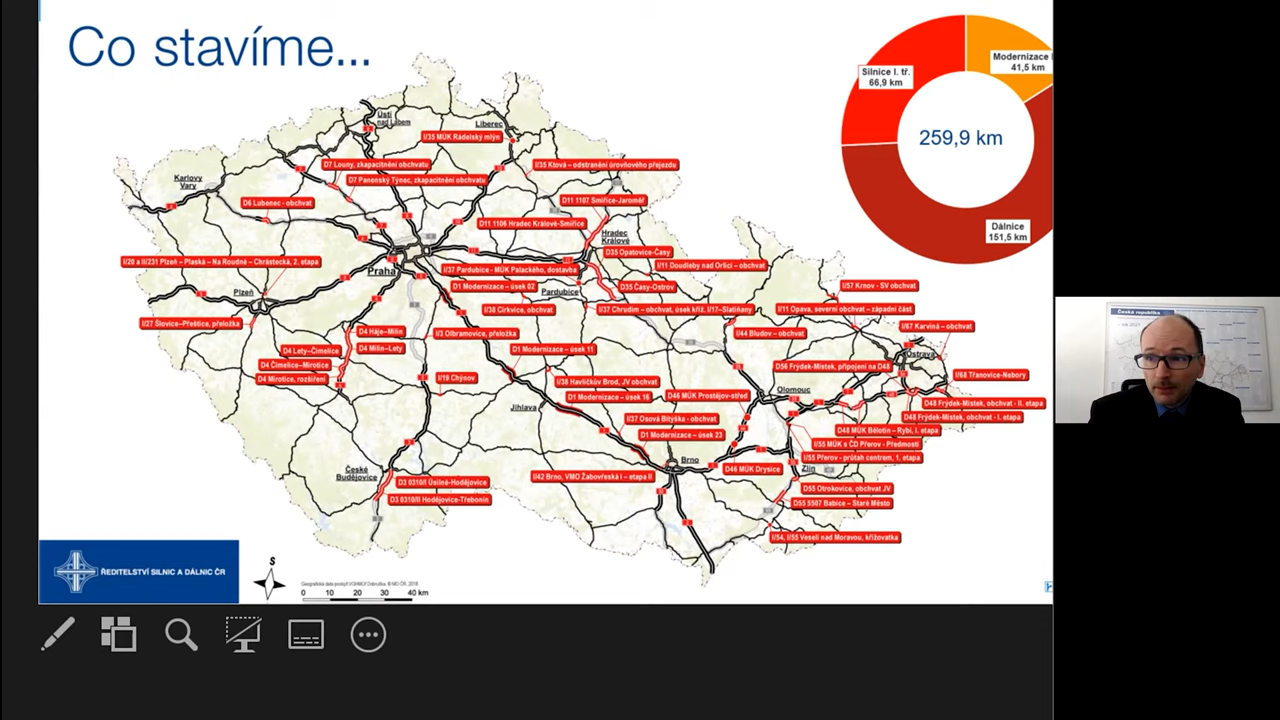 Co stavíme...
Silnice I. tř.
66,9 km
Modernizace
41,5 km
259,9 km
Dálnice
151,5 km
Ústí
nad Labem
Liberec
I/35 MÚK Rádelský mlýn
D7 Louny, zkapacitnění obchvatu
I/35 Ktová – odstranění úrovňového přejezdu
Karlovy
Vary
D7 Panenský Týnec, zkapacitnění obchvatu
D6 Lubenec - obchvat
D11 1107 Smiřice-Jaroměř
D11 1106 Hradec Králové-Smiřice
Hradec
Králové
D35 Opatovice-Časy
I/20 a II/231 Plzeň – Plaská – Na Roudné – Chrástecká, 2. etapa
Praha
I/37 Pardubice - MÚK Palackého, dostavba
I/11 Doudleby nad Orlicí – obchvat
D1 Modernizace - úsek 02
Pardubice
D35 Časy-Ostrov
I/57 Krnov - SV obchvat
Plzeň
I/38 Církvice, obchvat
I/37 Chrudim – obchvat, úsek křiž. I/17–Slatiňany
I/11 Opava, severní obchvat – západní část
I/27 Šlovice–Přeštice, přeložka
D4 Háje–Milín
I/3 Olbramovice, přeložka
I/44 Bludov – obchvat
I/67 Karviná – obchvat
D4 Lety–Čimelice
D4 Milín–Lety
D1 Modernizace – úsek 11
Ostrava
D4 Čimelice–Mirotice
D56 Frýdek-Místek, připojení na D48
D4 Mirotice, rozšíření
I/19 Chýnov
I/38 Havlíčkův Brod, JV obchvat
I/68 Třanovice-Nebory
D1 Modernizace – úsek 16
D46 MÚK Prostějov-střed
Olomouc
Jihlava
D48 Frýdek-Místek, obchvat - II. etapa
I/37 Osová Bítýška - obchvat
D48 Frýdek-Místek, obchvat - I. etapa
D1 Modernizace – úsek 23
D48 MÚK Bělotín – Rybí, I. etapa
I/55 MÚK s ČD Přerov - Předmostí
I/55 Přerov - průtah centrem, 1. etapa
Brno
České
Budějovice
I/42 Brno, VMO Žabovřeská I – etapa II
D46 MÚK Drysice
Zlín
D3 0310/I Úsilné-Hodějovice
D55 Otrokovice, obchvat JV
D3 0310/II Hodějovice-Třebonín
D55 5507 Babice – Staré Město
I/54, I/55 Veselí nad Moravou, křižovatka
ŘEDITELSTVÍ SILNIC A DÁLNIC ČR
S
0 10 20 30 40 km
Česká republika